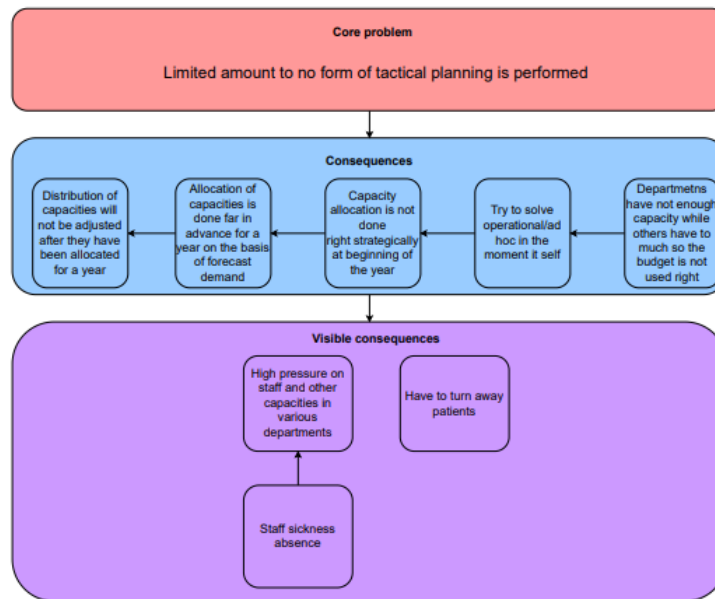 Core problem
Limited amount to no form of tactical planning is performed
Consequences
Distribution of
capacities will
not be adjusted
after they have
been allocated
for a year
Allocation of
capacities is
done far in
advance for a
year on the basis
of forecast
demand
Capacity
allocation is not
done
right strategically
at beginning of
the year
Try to solve
operational/ad
hoc in the
moment it self
Departmetns
have not enough
capacity while
others have to
much so the
budget is not
used right
Visible consequences
High pressure on
staff and other
capacities in
various
departments
Have to turn away
patients
Staff sickness
absence